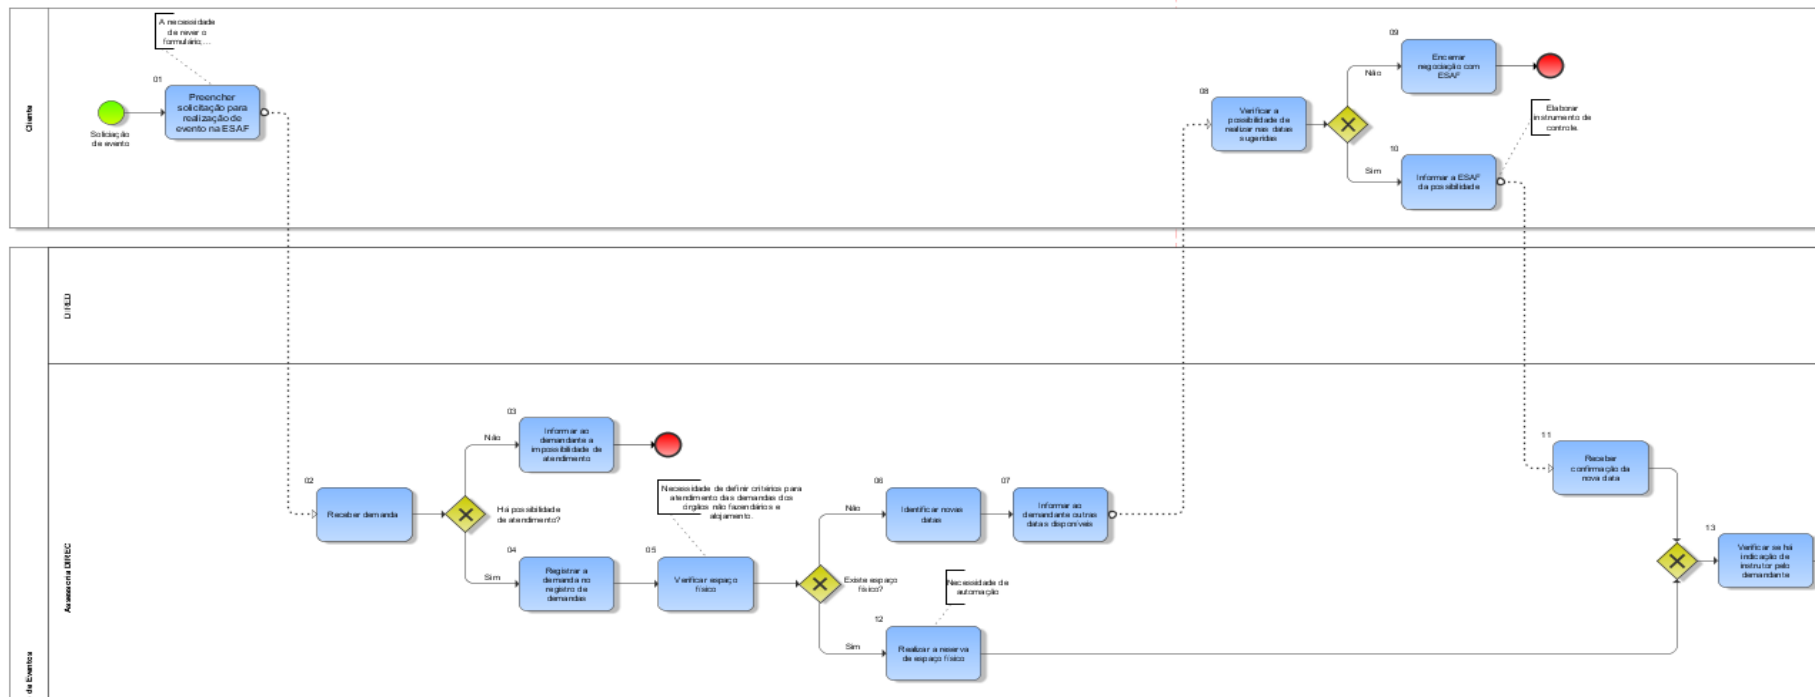 Cliente
A necessidade
de rever o
formulário,...
01
Preencher
solicitação para
realização de
evento na ESAF
Solicitação
de evento
08
Verificar a
possibilidade de
realizar nas datas
sugeridas
Não
09
Encerrar
negociação com
ESAF
Sim
10
Informar a ESAF
da possibilidade
Elaborar
instrumento de
controle.
Assessoria DIREC
de Eventos
02
Receber demanda
Há possibilidade
de atendimento?
Não
03
Informar ao
demandante a
impossibilidade de
atendimento
Sim
04
Registrar a
demanda no
registro de
demandas
05
Verificar espaço
físico
Necessidade de definir critérios para
atendimento das demandas dos
órgãos não fazendários e
alojamento.
Existe espaço
físico?
Não
06
Identificar novas
datas
07
Informar ao
demandante outras
datas disponíveis
Sim
12
Realizar a reserva
de espaço físico
Necessidade de
automação
11
Receber
confirmação da
nova data
13
Verificar se há
indicação de
instrutor pelo
demandante